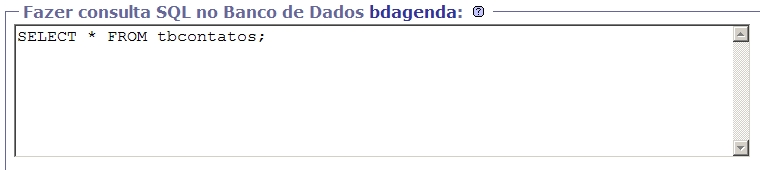 Fazer consulta SQL no Banco de Dados bdagenda:
SELECT * FROM tbcontatos;